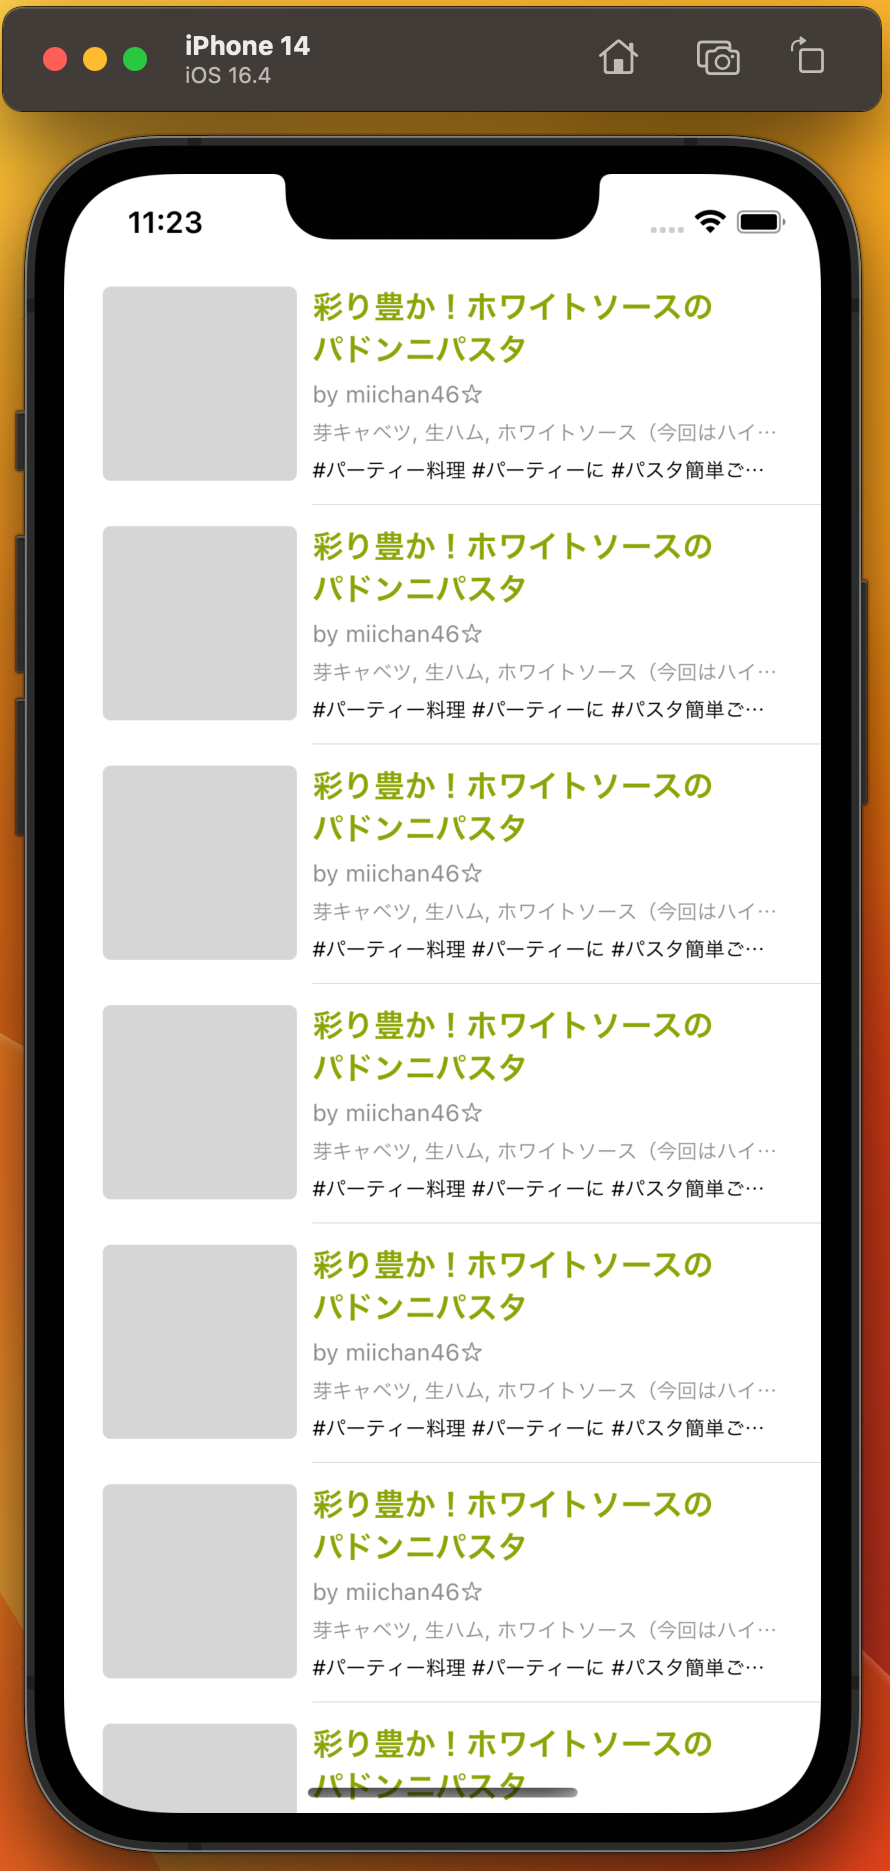 iPhone 14
iOS 16.4
11:23
彩り豊か！ホワイトソースの
パドンニパスタ
by miichan46☆
芽キャベツ, 生ハム, ホワイトソース（今回はハイ…
#パーティー料理 #パーティーに #パスタ簡単ご…
彩り豊か！ホワイトソースの
パドンニパスタ
by miichan46☆
芽キャベツ, 生ハム, ホワイトソース（今回はハイ…
#パーティー料理 #パーティーに #パスタ簡単ご…
彩り豊か！ホワイトソースの
パドンニパスタ
by miichan46☆
芽キャベツ, 生ハム, ホワイトソース（今回はハイ…
#パーティー料理 #パーティーに #パスタ簡単ご…
彩り豊か！ホワイトソースの
パドンニパスタ
by miichan46☆
芽キャベツ, 生ハム, ホワイトソース（今回はハイ…
#パーティー料理 #パーティーに #パスタ簡単ご…
彩り豊か！ホワイトソースの
パドンニパスタ
by miichan46☆
芽キャベツ, 生ハム, ホワイトソース（今回はハイ…
#パーティー料理 #パーティーに #パスタ簡単ご…
彩り豊か！ホワイトソースの
パドンニパスタ
by miichan46☆
芽キャベツ, 生ハム, ホワイトソース（今回はハイ…
#パーティー料理 #パーティーに #パスタ簡単ご…
彩り豊か！ホワイトソースの
パドンニパスタ